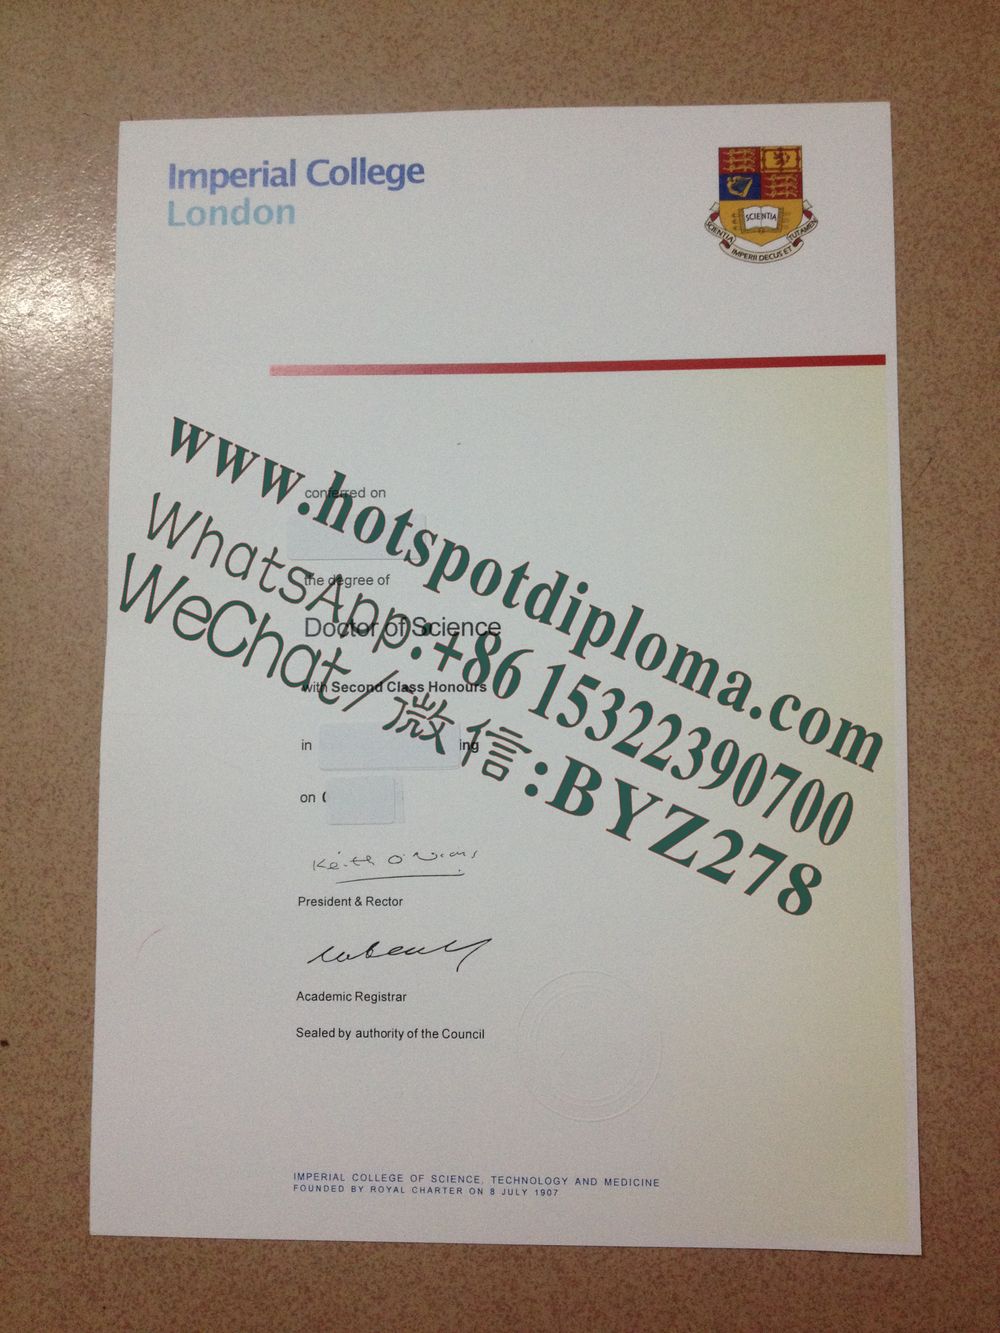 Imperial College
London
SCIENTIA
SCIENTIA IMPERII DECUS ET TUTAMEN
www.hotspotdiploma.com
WhatsApp:+86 15322390700
WeChat/微信:BYZ278
conferred on
the degree of
Doctor of Science
with Second Class Honours
in ing
on
Keith O'Nions
President & Rector
Academic Registrar
Sealed by authority of the Council
IMPERIAL COLLEGE OF SCIENCE, TECHNOLOGY AND MEDICINE
FOUNDED BY ROYAL CHARTER ON 8 JULY 1907